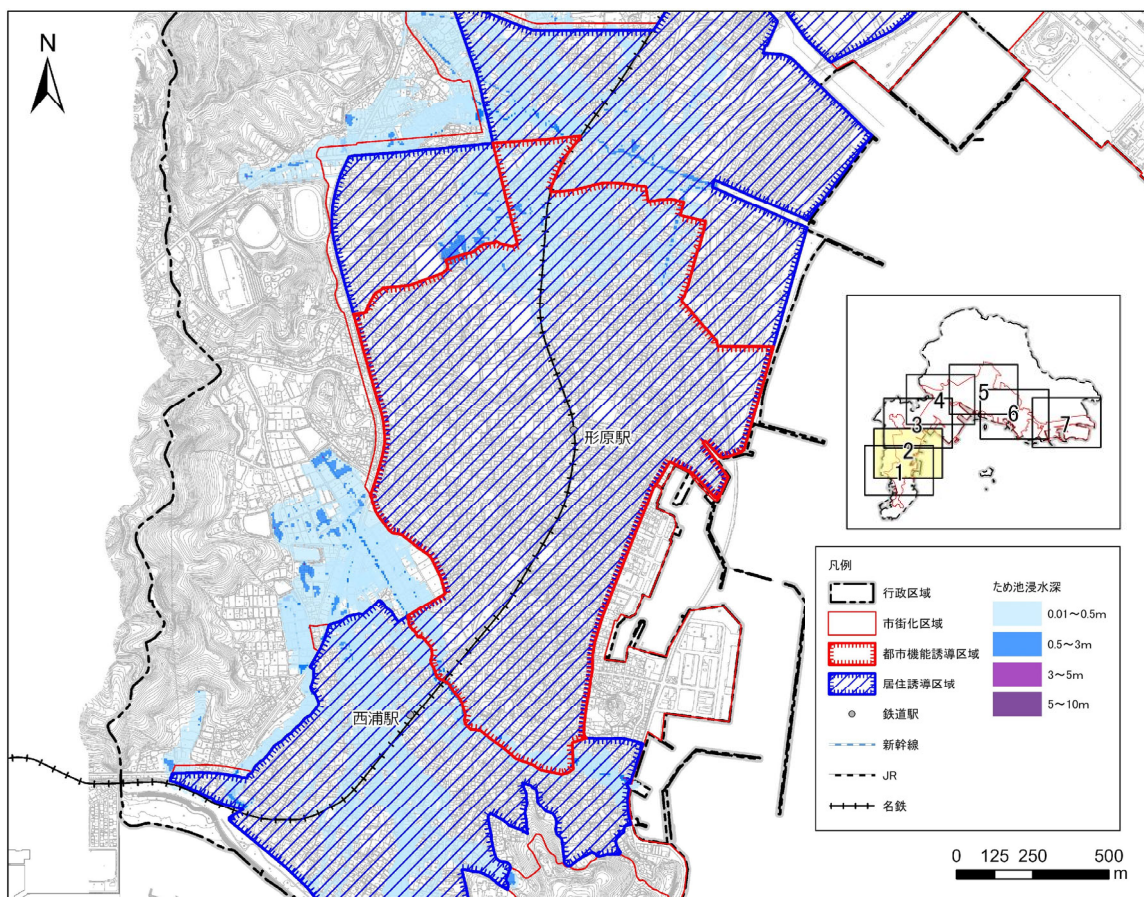 N
形原駅
西浦駅
5
4
6
7
3
2
1
凡例
行政区域
市街化区域
都市機能誘導区域
居住誘導区域
鉄道駅
新幹線
JR
名鉄
ため池浸水深
0.01～0.5m
0.5～3m
3～5m
5～10m
0 125 250 500
m